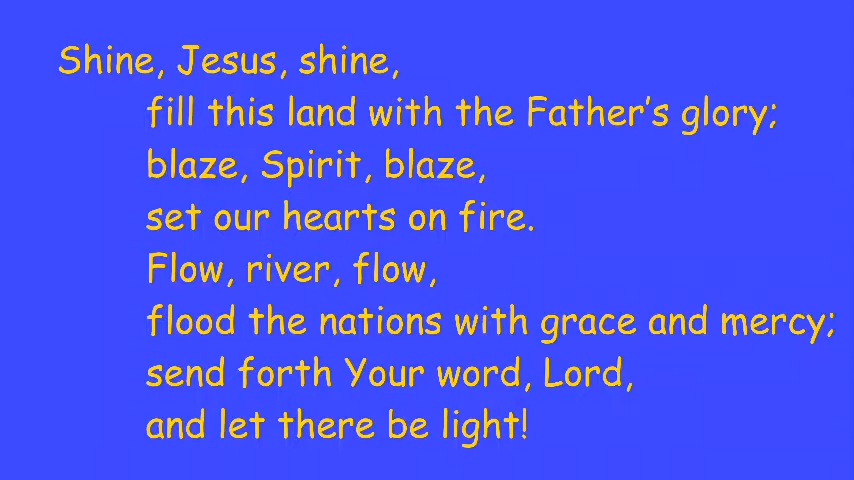 Shine, Jesus, shine,
fill this land with the Father's glory;
blaze, Spirit, blaze,
set our hearts on fire.
Flow, river, flow,
flood the nations with grace and mercy;
send forth Your word, Lord,
and let there be light!